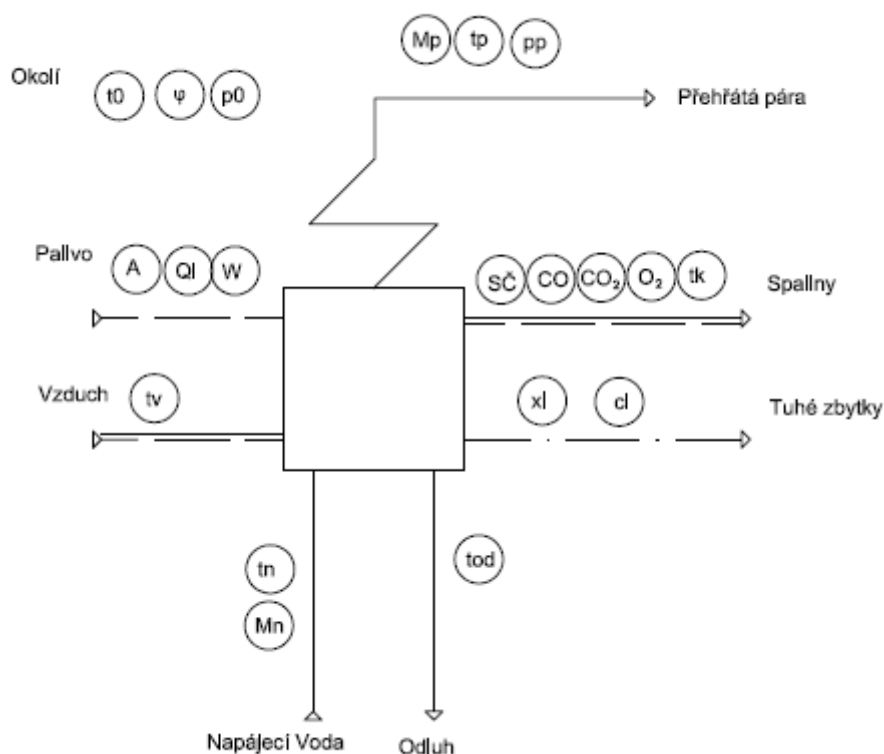 Mp tp pp
Okolí
t0 φ p0
Přehřátá pára
Pallvo
A Ql W
SČ CO CO₂ O₂ tk
Spallny
Vzduch
tv
xl cl
Tuhé zbytky
tn
tod
Mn
Napájecí Voda
Odluh